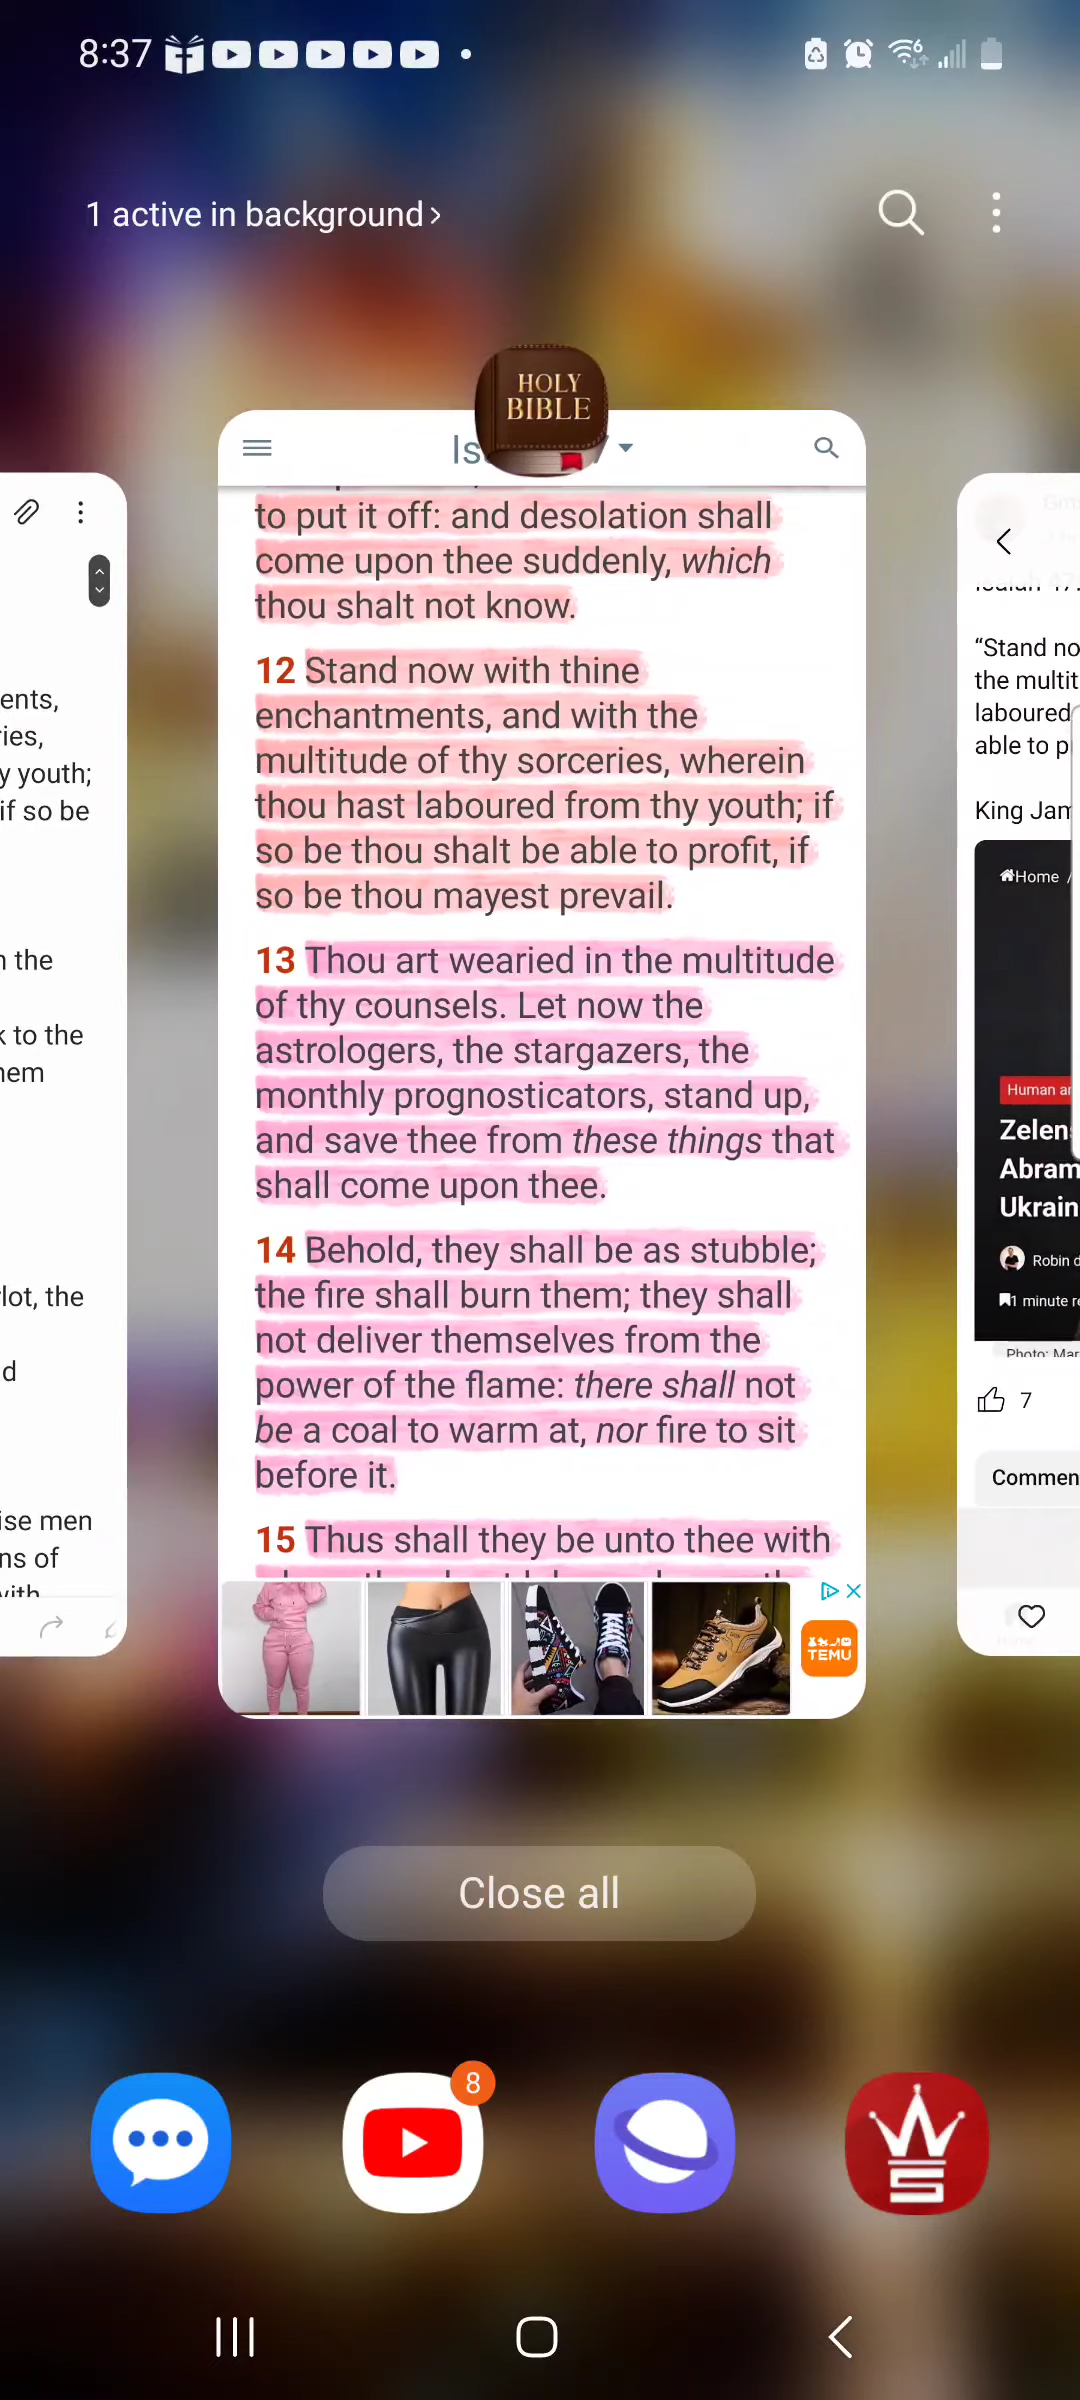 8:37
6
1 active in background >
HOLY
BIBLE
to put it off: and desolation shall
come upon thee suddenly, which
thou shalt not know.
12 Stand now with thine
enchantments, and with the
multitude of thy sorceries, wherein
thou hast laboured from thy youth; if
so be thou shalt be able to profit, if
so be thou mayest prevail.
13 Thou art wearied in the multitude
of thy counsels. Let now the
astrologers, the stargazers, the
monthly prognosticators, stand up,
and save thee from these things that
shall come upon thee.
14 Behold, they shall be as stubble;
the fire shall burn them; they shall
not deliver themselves from the
power of the flame: there shall not
be a coal to warm at, nor fire to sit
before it.
15 Thus shall they be unto thee with
TEMU
ents,
ies,
y youth;
if so be
n the
k to the
lot, the
d
ise men
ns of
with
Isaiah 47:
“Stand no
the multit
laboured
able to p
King Jam
Home /
Human ar
Zelen
Abram
Ukrain
Robin d
1 minute re
Photo: Mar
7
Commen
Close all
8